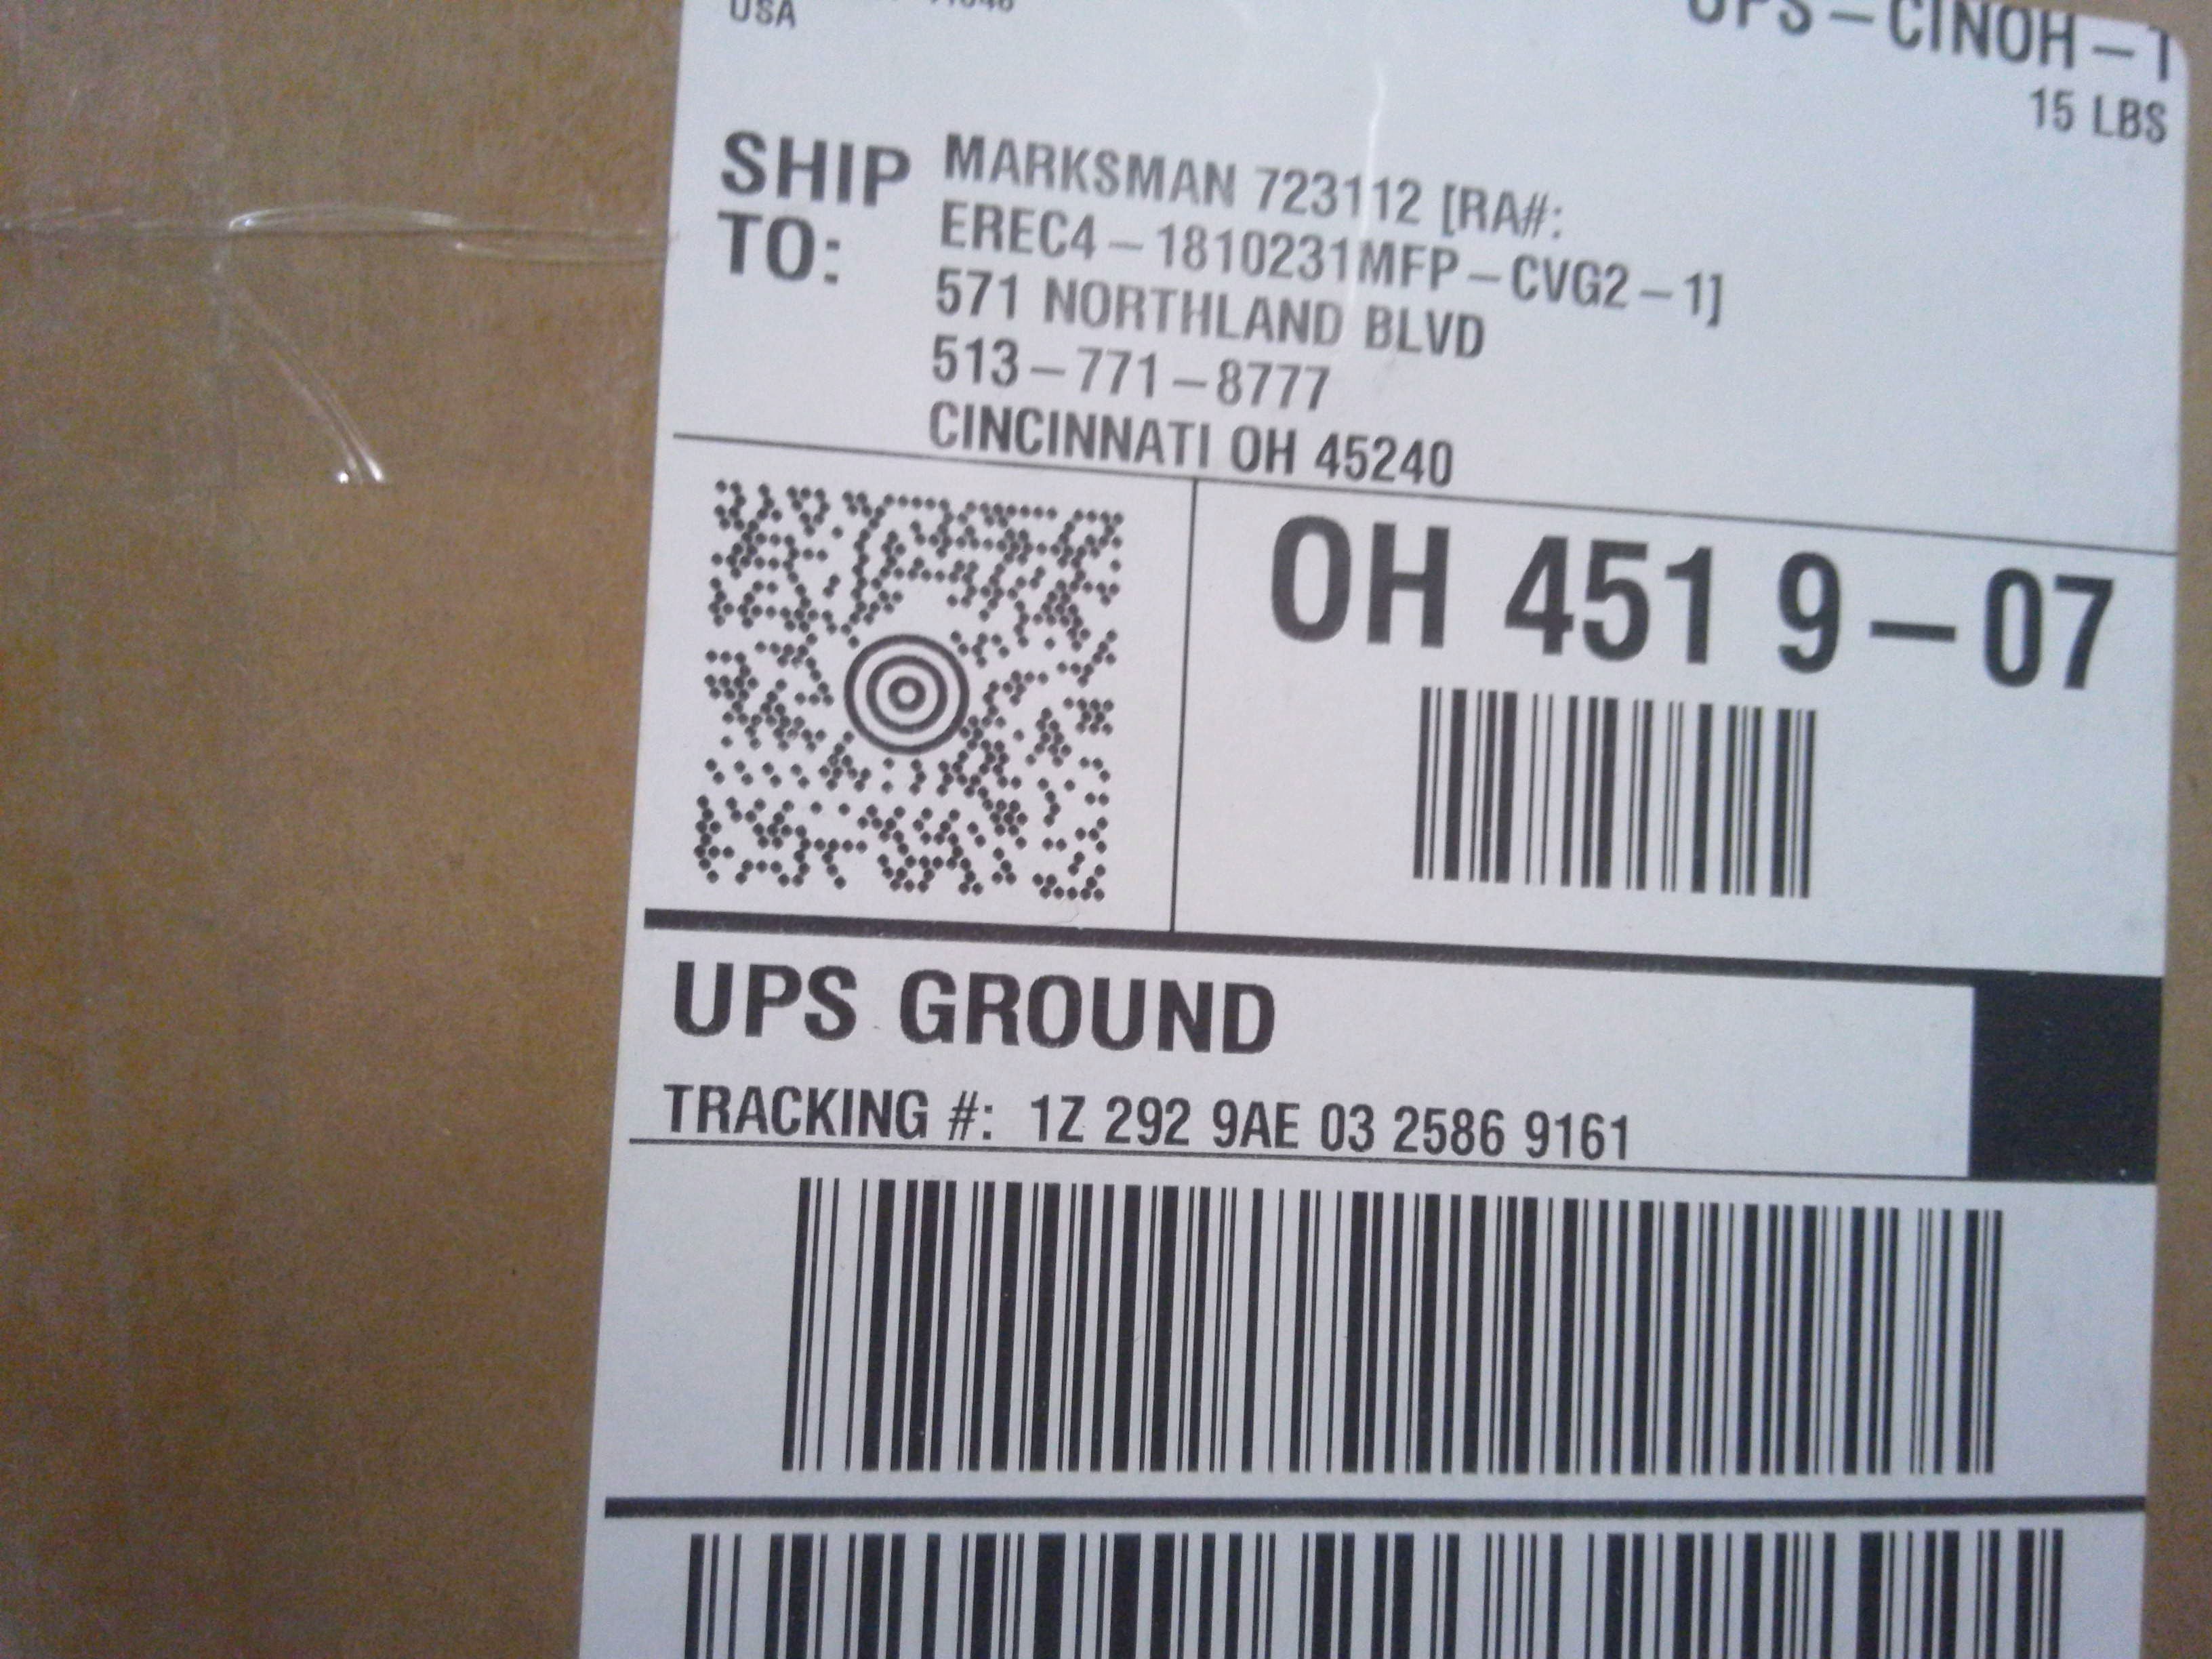 USA
UPS – CINOH – 1
15 LBS
SHIP TO:
MARKSMAN 723112 [RA#:
EREC4 – 1810231MFP – CVG2 – 1]
571 NORTHLAND BLVD
513 – 771 – 8777
CINCINNATI OH 45240
OH 451 9 – 07
UPS GROUND
TRACKING #: 1Z 292 9AE 03 2586 9161